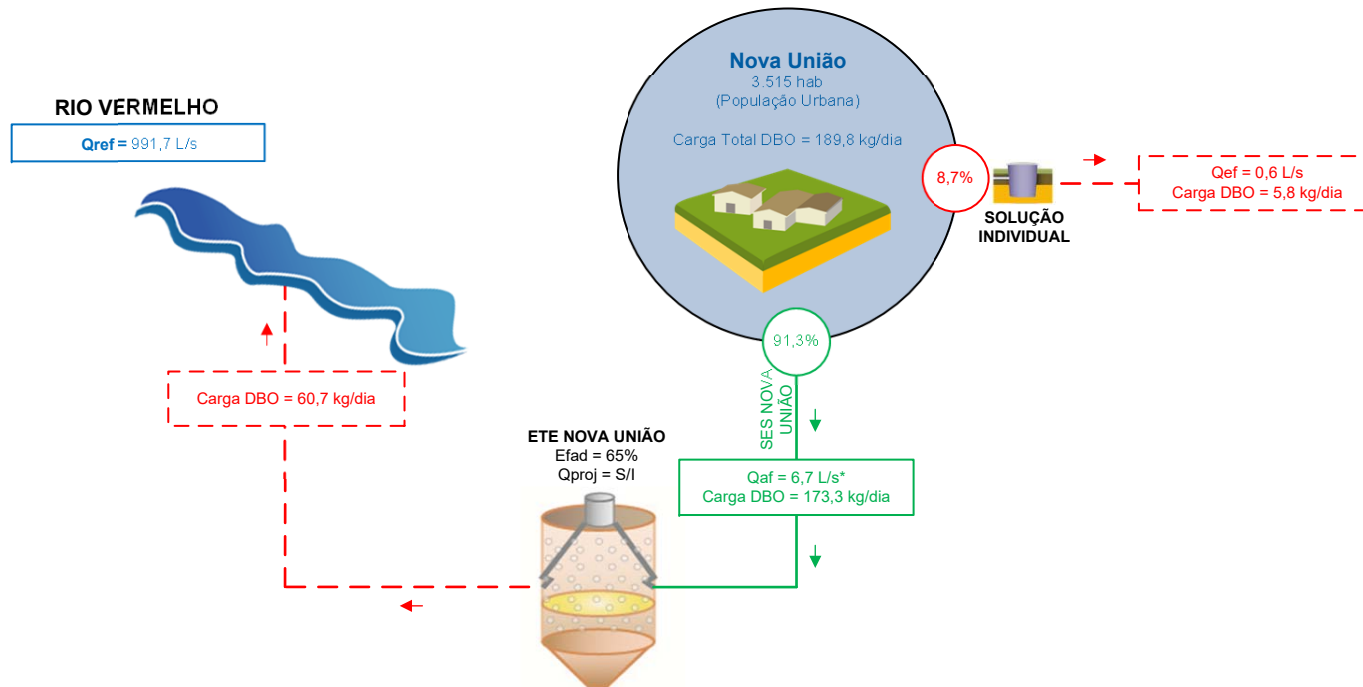 Nova União
3.515 hab
(População Urbana)
Carga Total DBO = 189,8 kg/dia
RIO VERMELHO
Qref = 991,7 L/s
8,7%
SOLUÇÃO
INDIVIDUAL
Qef = 0,6 L/s
Carga DBO = 5,8 kg/dia
91,3%
SES NOVA
UNIÃO
Carga DBO = 60,7 kg/dia
ETE NOVA UNIÃO
Efad = 65%
Qproj = S/I
Qaf = 6,7 L/s*
Carga DBO = 173,3 kg/dia